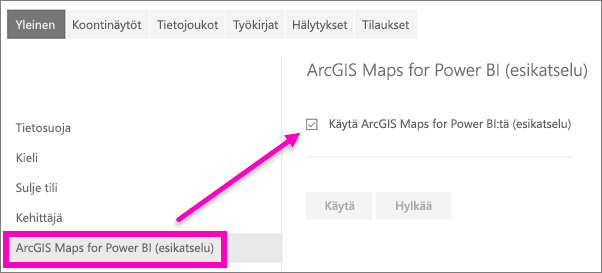 Yleinen Koontinäytöt Tietojoukot Työkirjat Hälytykset Tilaukset
ArcGIS Maps for Power BI (esikatselu)
Käytä ArcGIS Maps for Power BI:tä (esikatselu)
Tietosuoja
Kieli
Sulje tili
Kehittäjä
ArcGIS Maps for Power BI (esikatselu)
Käytä Hylkää